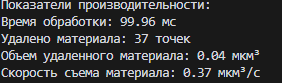 Показатели производительности:
Время обработки: 99.96 мс
Удалено материала: 37 точек
Объем удаленного материала: 0.04 мкм³
Скорость съема материала: 0.37 мкм³/с